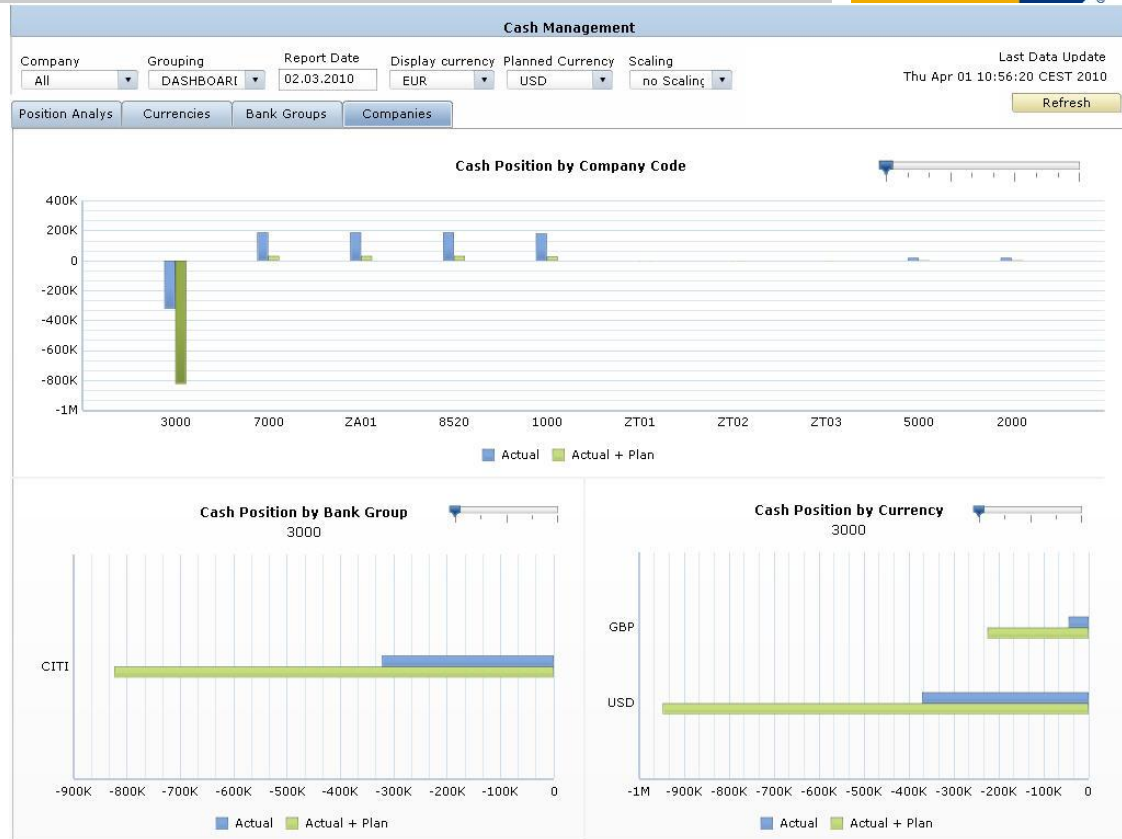 Cash Management
Company Grouping Report Date Display currency Planned Currency Scaling Last Data Update
All DASHBOARI 02.03.2010 EUR USD no Scaling Thu Apr 01 10:56:20 CEST 2010
Refresh
Position Analys Currencies Bank Groups Companies
Cash Position by Company Code
400K
200K
0
-200K
-400K
-600K
-800K
-1M
3000 7000 ZA01 8520 1000 ZT01 ZT02 ZT03 5000 2000
Actual Actual + Plan
Cash Position by Bank Group
3000
CITI
-900K -800K -700K -600K -500K -400K -300K -200K -100K 0
Actual Actual + Plan
Cash Position by Currency
3000
GBP
USD
-1M -900K -800K -700K -600K -500K -400K -300K -200K -100K 0
Actual Actual + Plan